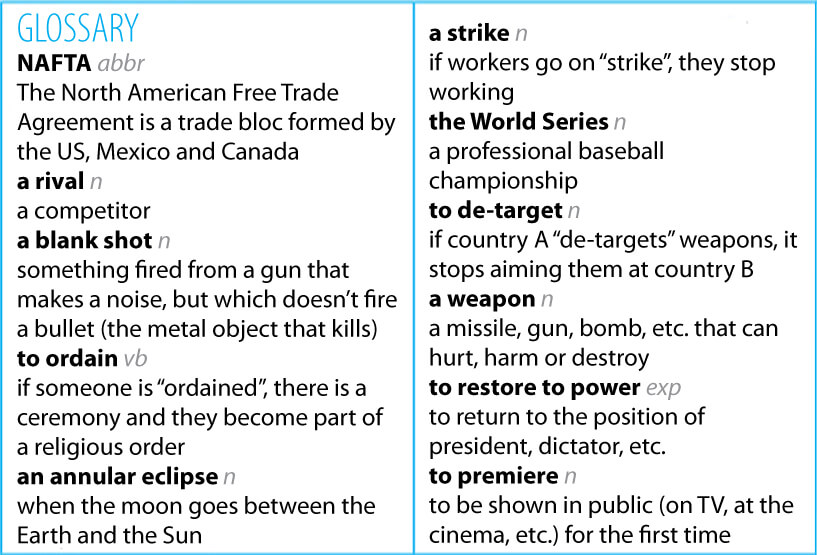 GLOSSARY
NAFTA abbr
The North American Free Trade
Agreement is a trade bloc formed by
the US, Mexico and Canada
a rival n
a competitor
a blank shot n
something fired from a gun that
makes a noise, but which doesn’t fire
a bullet (the metal object that kills)
to ordain vb
if someone is “ordained”, there is a
ceremony and they become part of
a religious order
an annular eclipse n
when the moon goes between the
Earth and the Sun
a strike n
if workers go on “strike”, they stop
working
the World Series n
a professional baseball
championship
to de-target n
if country A “de-targets” weapons, it
stops aiming them at country B
a weapon n
a missile, gun, bomb, etc. that can
hurt, harm or destroy
to restore to power exp
to return to the position of
president, dictator, etc.
to premiere n
to be shown in public (on TV, at the
cinema, etc.) for the first time